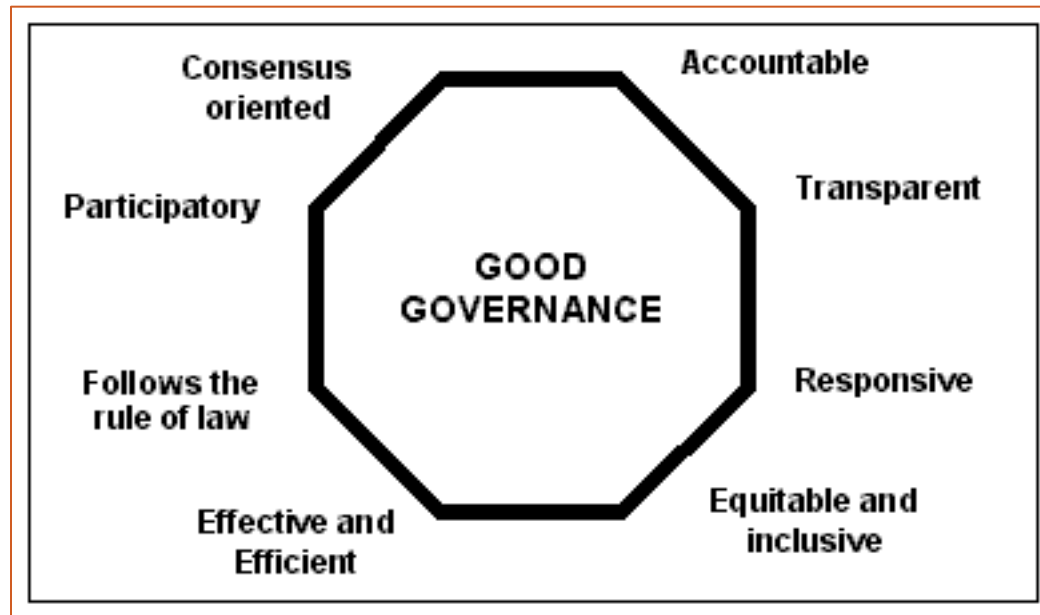 Consensus
oriented
Accountable
Participatory
Transparent
GOOD
GOVERNANCE
Follows the
rule of law
Responsive
Effective and
Efficient
Equitable and
inclusive